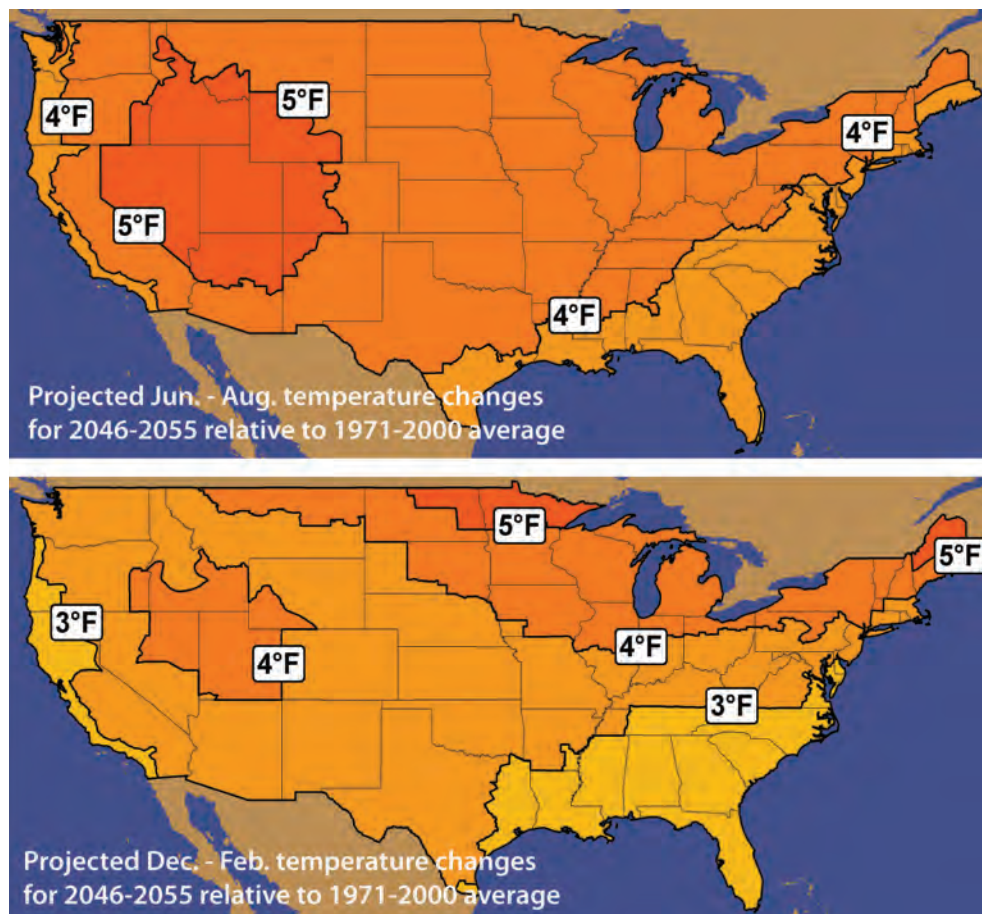 5°F
4°F
4°F
5°F
4°F
Projected Jun. - Aug. temperature changes
for 2046-2055 relative to 1971-2000 average
5°F
5°F
3°F
4°F
4°F
3°F
Projected Dec. - Feb. temperature changes
for 2046-2055 relative to 1971-2000 average